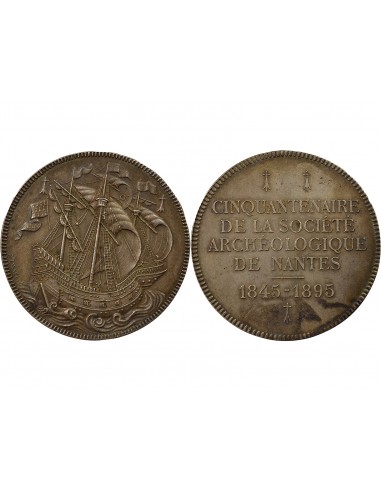 CINQUANTENAIRE
DE LA SOCIÉTÉ
ARCHÉOLOGIQUE
DE NANTES
1845-1895